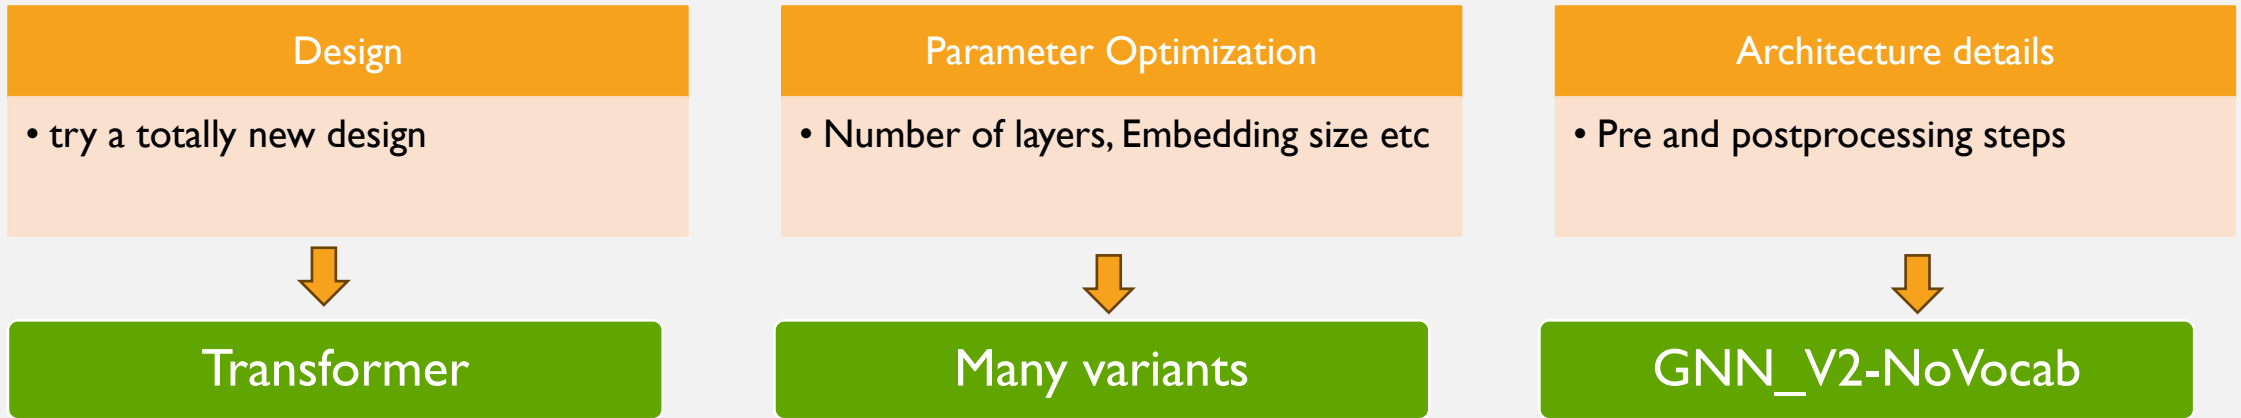 Design
• try a totally new design
Transformer
Parameter Optimization
• Number of layers, Embedding size etc
Many variants
Architecture details
• Pre and postprocessing steps
GNN_V2-NoVocab